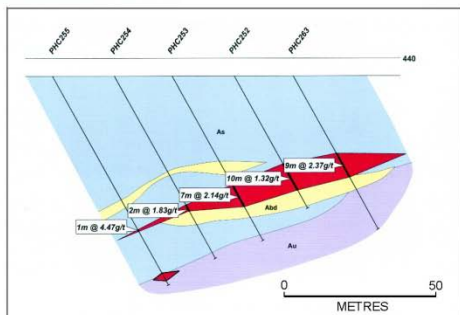 PHC255
PHC254
PHC253
PHC252
PHC263
440
As
9m @ 2.37g/t
10m @ 1.32g/t
7m @ 2.14g/t
2m @ 1.83g/t
1m @ 4.47g/t
Abd
Au
0
50
METRES